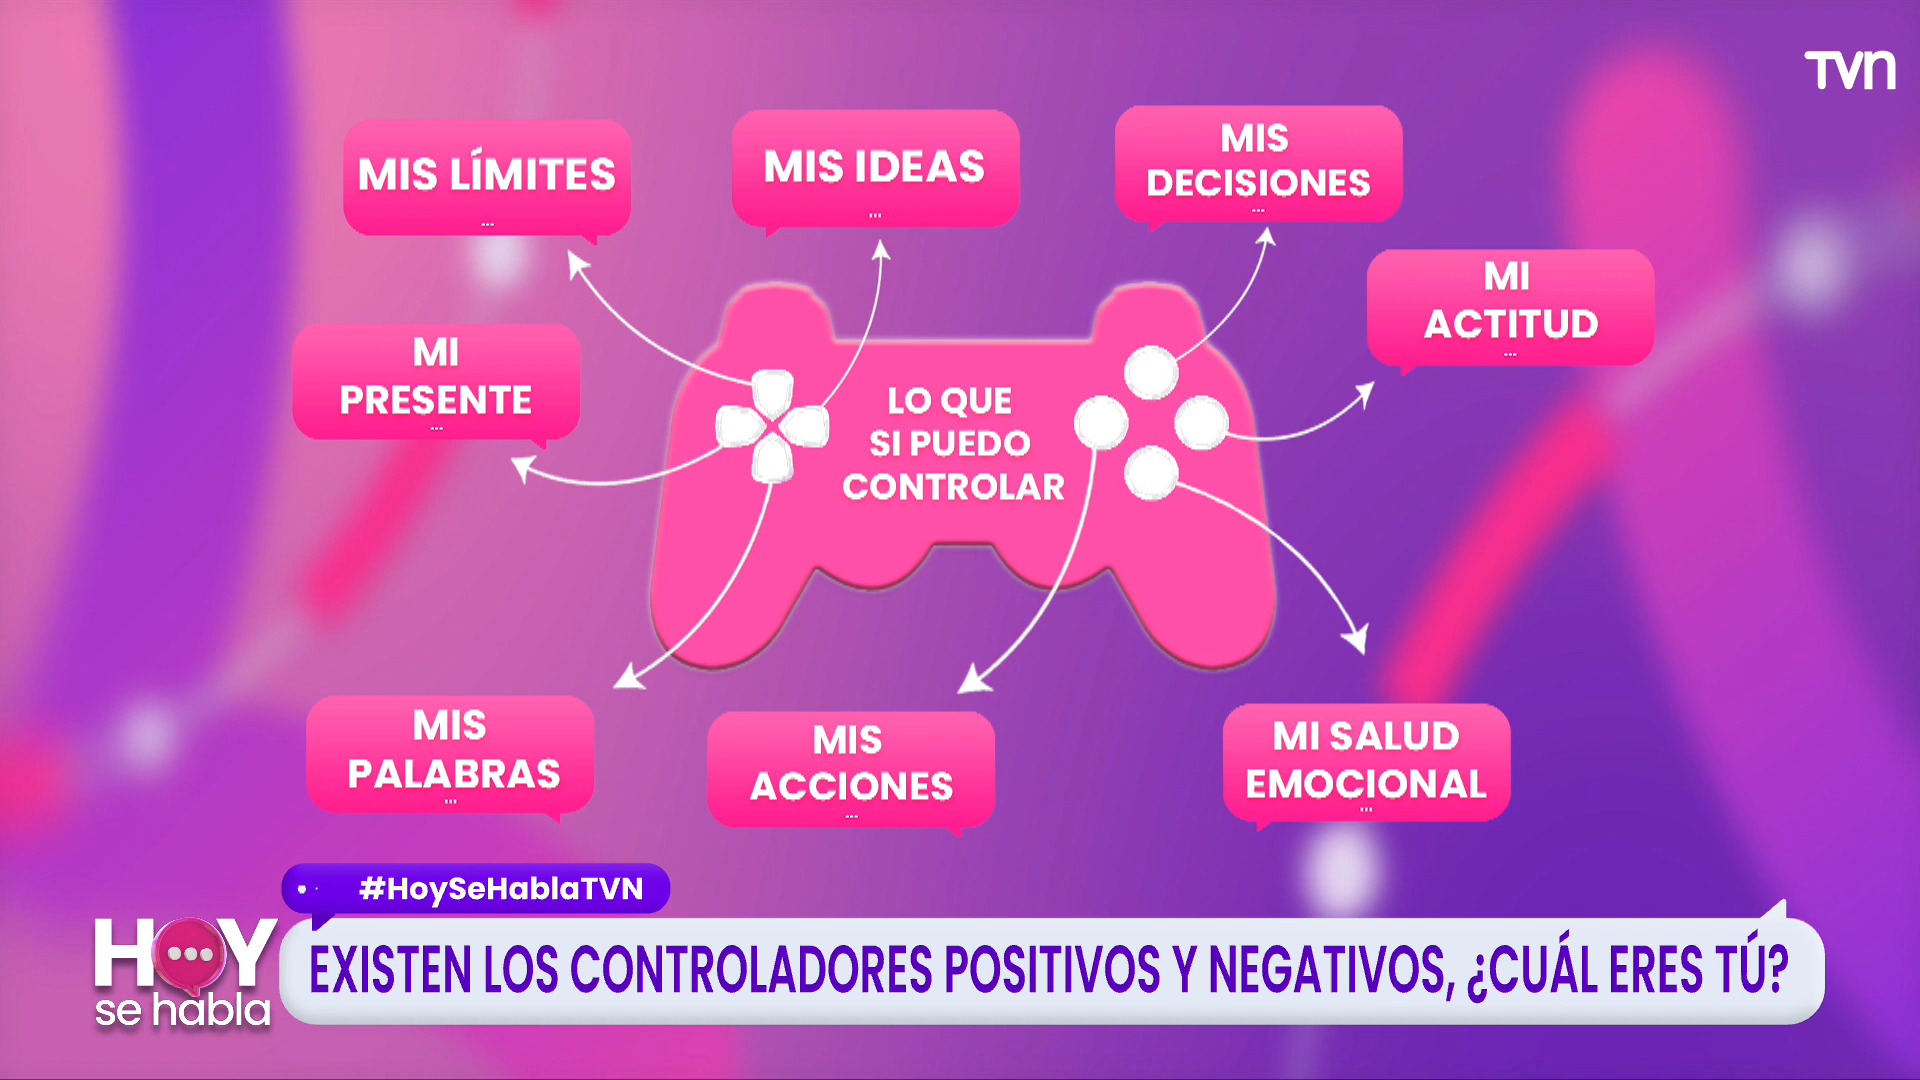 TVN
MIS LÍMITES
...
MIS IDEAS
...
MIS
DECISIONES
...
MI
ACTITUD
...
MI
PRESENTE
...
LO QUE
SI PUEDO
CONTROLAR
MIS
PALABRAS
...
MIS
ACCIONES
...
MI SALUD
EMOCIONAL
...
#HoySeHablaTVN
HOY
se habla
EXISTEN LOS CONTROLADORES POSITIVOS Y NEGATIVOS, ¿CUÁL ERES TÚ?